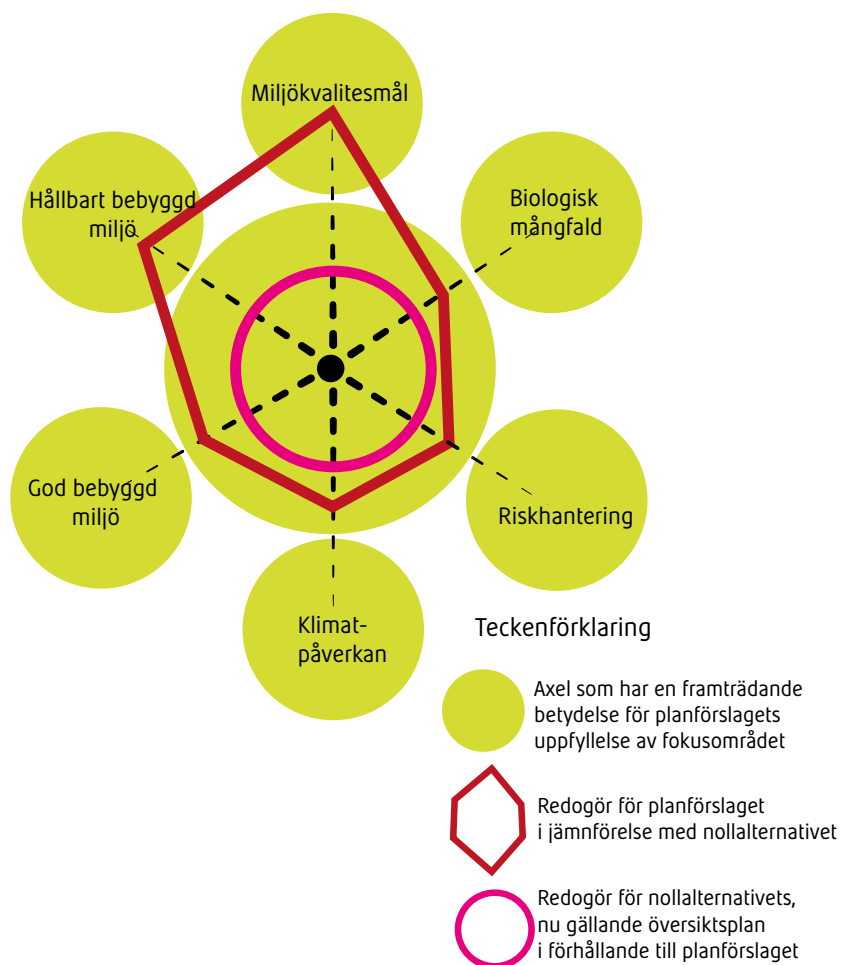 Miljökvalitesmål
Hållbart bebyggd
miljö
Biologisk
mångfald
God bebyggd
miljö
Riskhantering
Klimat-
påverkan
Teckenförklaring
Axel som har en framträdande
betydelse för planförslagets
uppfyllelse av fokusområdet
Redogör för planförslaget
i jämnförelse med nollalternativet
Redogör för nollalternativets,
nu gällande översiktsplan
i förhållande till planförslaget